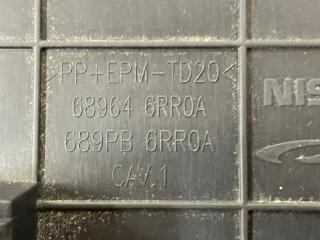 >PP+EPM-TD20<
68964 6RR0A
689PB 6RR0A
CAV.1
NIS